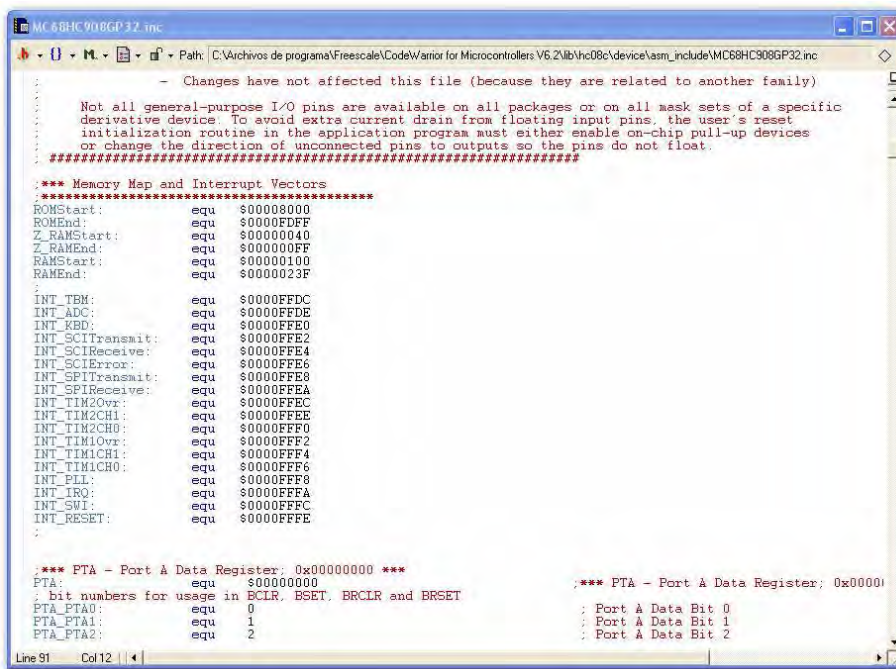 MC68HC908GP32.inc
Path: C:\Archivos de programa\Freescale\CodeWarrior for Microcontrollers V6.2\lib\hc08c\device\asm_include\MC68HC908GP32.inc
; - Changes have not affected this file (because they are related to another family)
;
; Not all general-purpose I/O pins are available on all packages or on all mask sets of a specific
; derivative device. To avoid extra current drain from floating input pins, the user's reset
; initialization routine in the application program must either enable on-chip pull-up devices
; or change the direction of unconnected pins to outputs so the pins do not float.
; ###################################################################
;*** Memory Map and Interrupt Vectors
;******************************************
ROMStart: equ $00008000
ROMEnd: equ $0000FDFF
Z_RAMStart: equ $00000040
Z_RAMEnd: equ $000000FF
RAMStart: equ $00000100
RAMEnd: equ $0000023F
;
INT_TBM: equ $0000FFDC
INT_ADC: equ $0000FFDE
INT_KBD: equ $0000FFE0
INT_SCITransmit: equ $0000FFE2
INT_SCIReceive: equ $0000FFE4
INT_SCIError: equ $0000FFE6
INT_SPITransmit: equ $0000FFE8
INT_SPIReceive: equ $0000FFEA
INT_TIM2Ovr: equ $0000FFEC
INT_TIM2CH1: equ $0000FFEE
INT_TIM2CH0: equ $0000FFF0
INT_TIM1Ovr: equ $0000FFF2
INT_TIM1CH1: equ $0000FFF4
INT_TIM1CH0: equ $0000FFF6
INT_PLL: equ $0000FFF8
INT_IRQ: equ $0000FFFA
INT_SWI: equ $0000FFFC
INT_RESET: equ $0000FFFE
;
;*** PTA - Port A Data Register; 0x00000000 ***
PTA: equ $00000000 ;*** PTA - Port A Data Register; 0x0000
; bit numbers for usage in BCLR, BSET, BRCLR and BRSET
PTA_PTA0: equ 0 ; Port A Data Bit 0
PTA_PTA1: equ 1 ; Port A Data Bit 1
PTA_PTA2: equ 2 ; Port A Data Bit 2
Line 91 Col 12